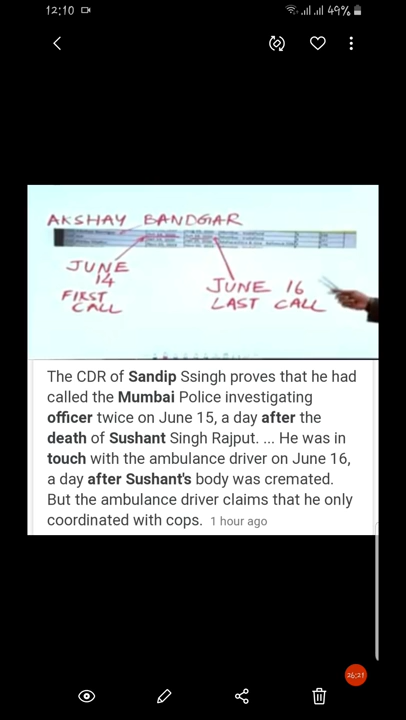 12:10
49%
AKSHAY BANDGAR
JUNE
14
FIRST
CALL
JUNE 16
LAST CALL
The CDR of Sandip Ssingh proves that he had
called the Mumbai Police investigating
officer twice on June 15, a day after the
death of Sushant Singh Rajput. ... He was in
touch with the ambulance driver on June 16,
a day after Sushant's body was cremated.
But the ambulance driver claims that he only
coordinated with cops. 1 hour ago
26:21